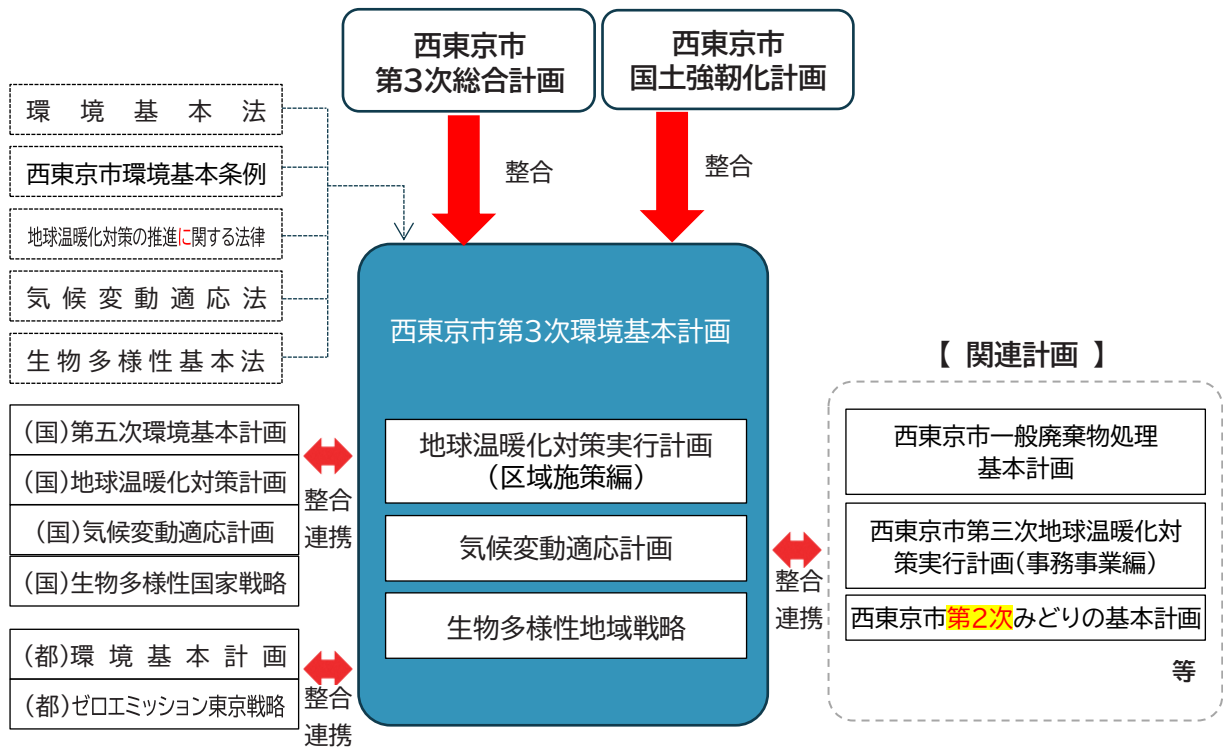 西東京市
第3次総合計画
西東京市
国土強靭化計画
整合
整合
環境基本法
西東京市環境基本条例
地球温暖化対策の推進に関する法律
気候変動適応法
生物多様性基本法
(国)第五次環境基本計画
(国)地球温暖化対策計画
(国)気候変動適応計画
(国)生物多様性国家戦略
整合
連携
(都)環境基本計画
(都)ゼロエミッション東京戦略
整合
連携
西東京市第3次環境基本計画
地球温暖化対策実行計画
(区域施策編)
気候変動適応計画
生物多様性地域戦略
整合
連携
【 関連計画 】
西東京市一般廃棄物処理
基本計画
西東京市第三次地球温暖化対
策実行計画(事務事業編)
西東京市第2次みどりの基本計画
等